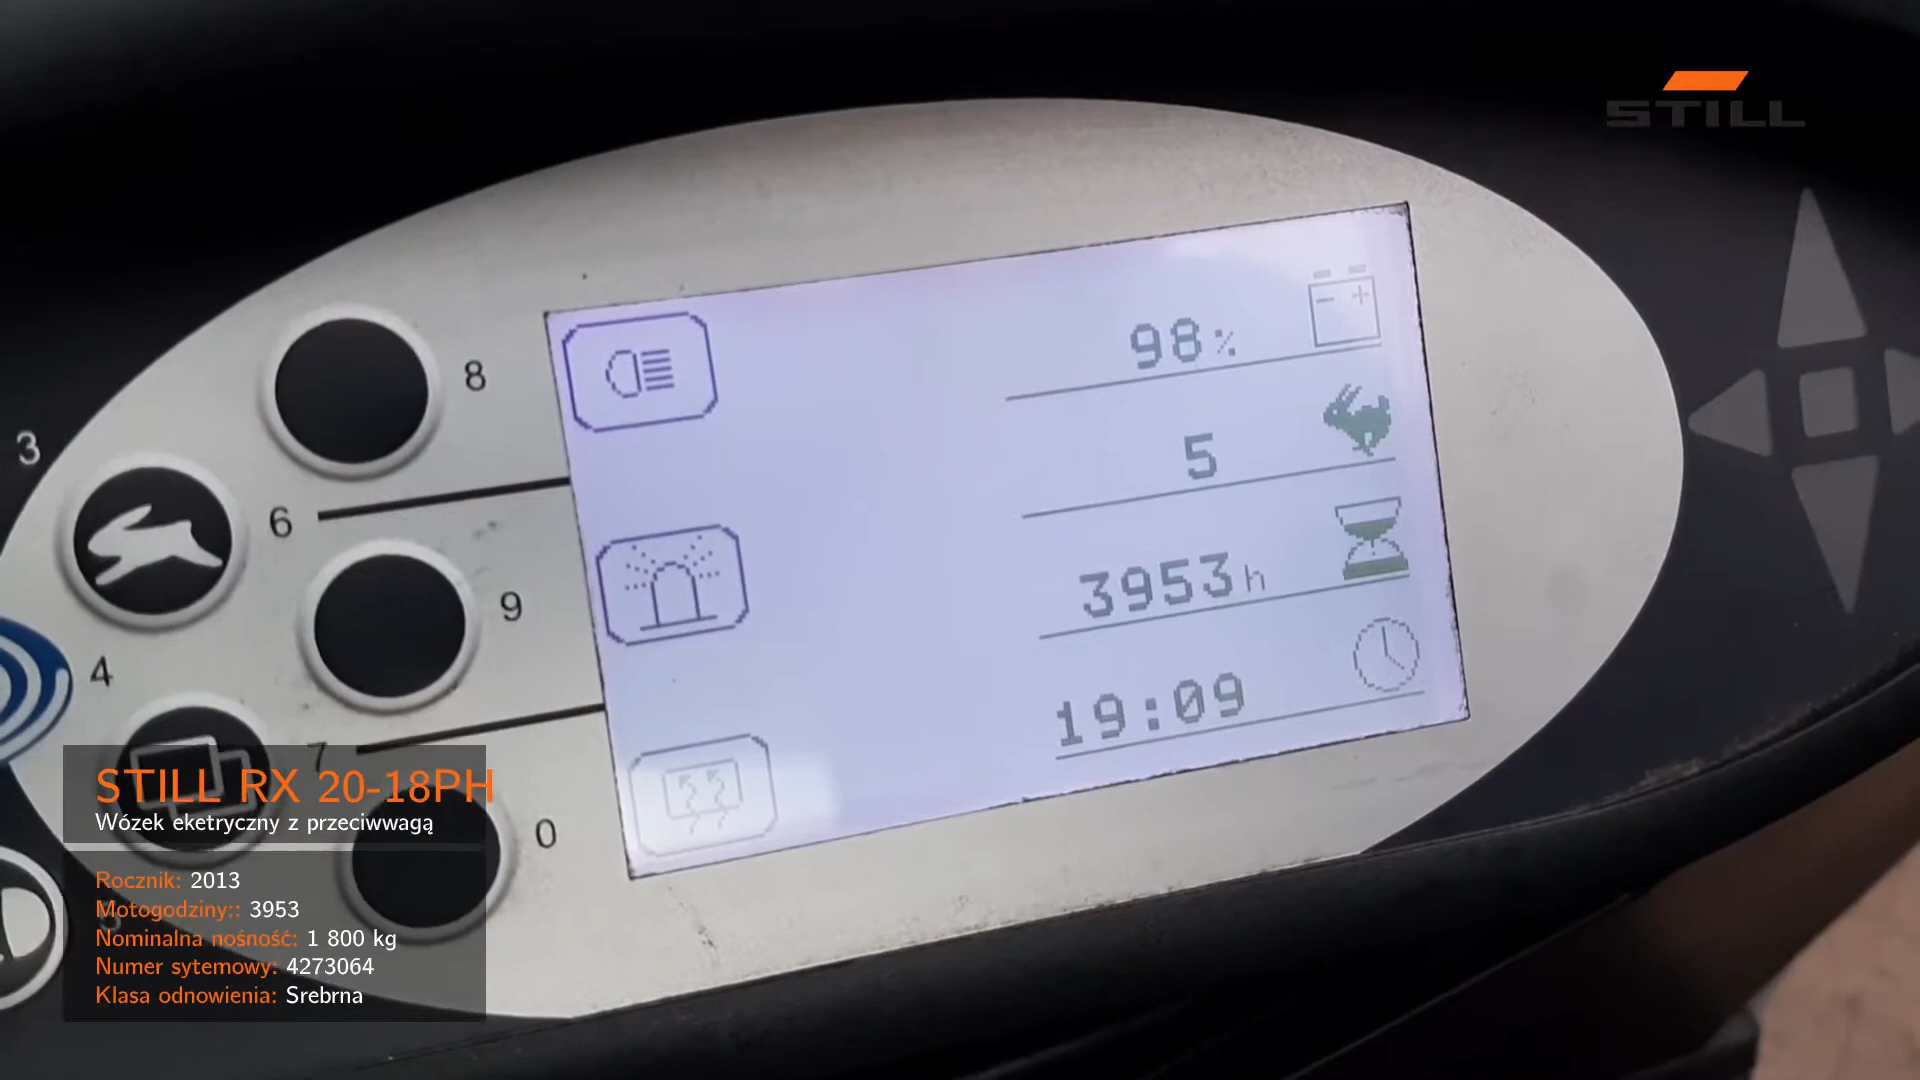 STILL
98%
5
3953h
19:09
3
8
6
9
4
7
0
STILL RX 20-18PH
Wózek eketryczny z przeciwwagą
Rocznik: 2013
Motogodziny:: 3953
Nominalna nośność: 1 800 kg
Numer sytemowy: 4273064
Klasa odnowienia: Srebrna